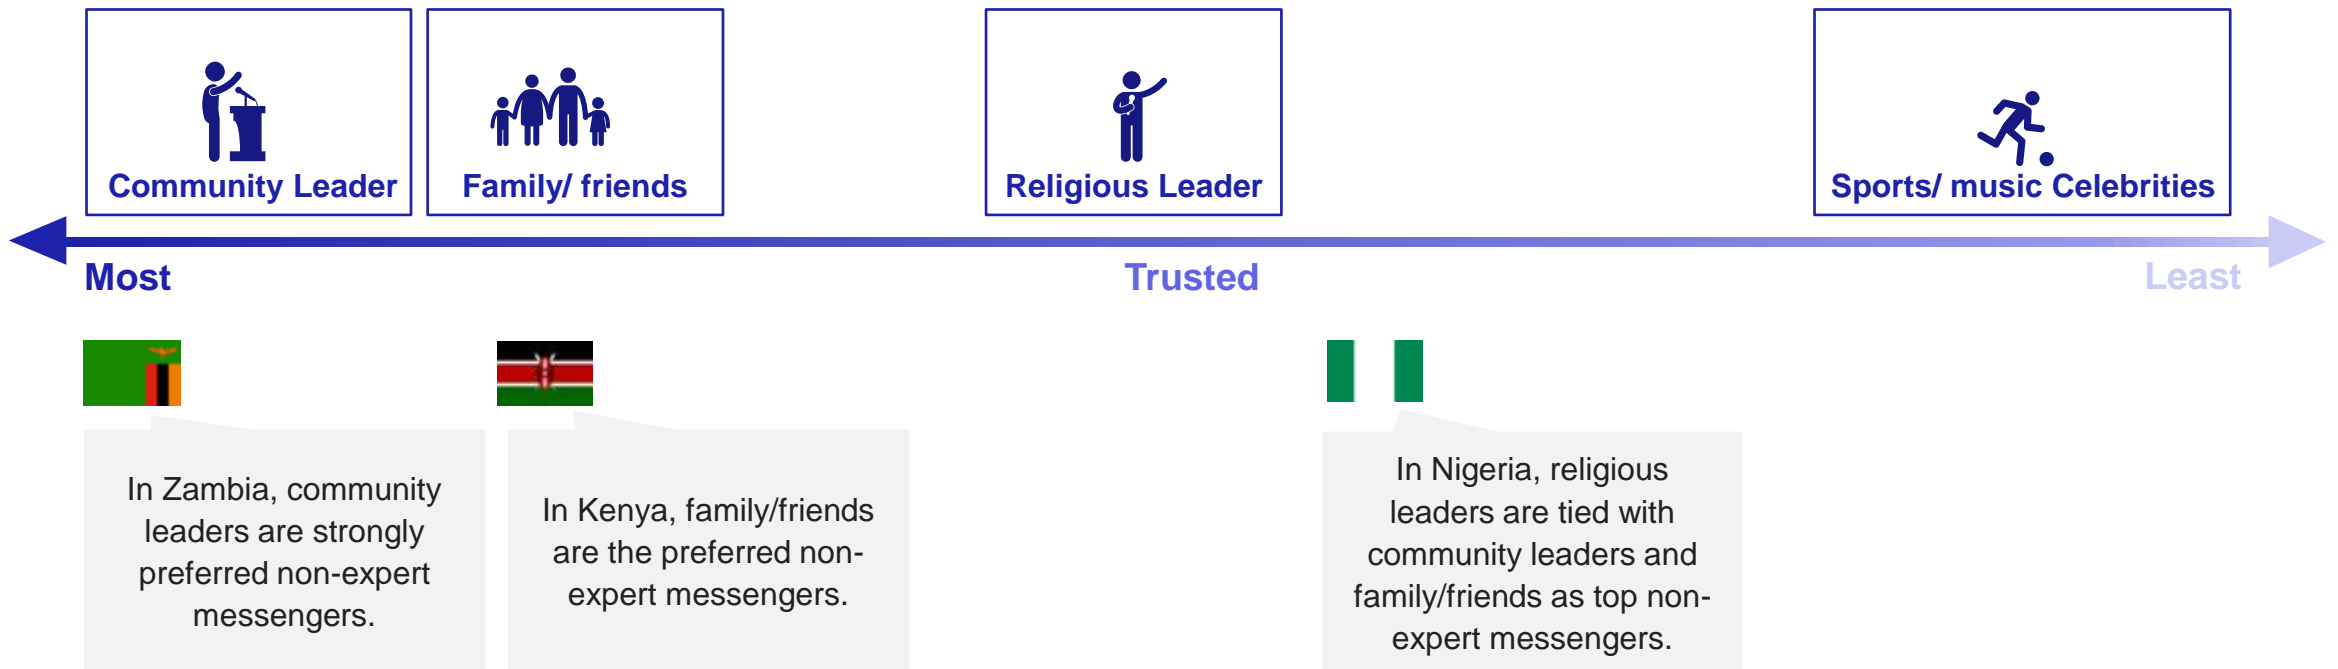 Community Leader
Family/ friends
Religious Leader
Sports/ music Celebrities
Most
Trusted
Least
In Zambia, community
leaders are strongly
preferred non-expert
messengers.
In Kenya, family/friends
are the preferred non-
expert messengers.
In Nigeria, religious
leaders are tied with
community leaders and
family/friends as top non-
expert messengers.